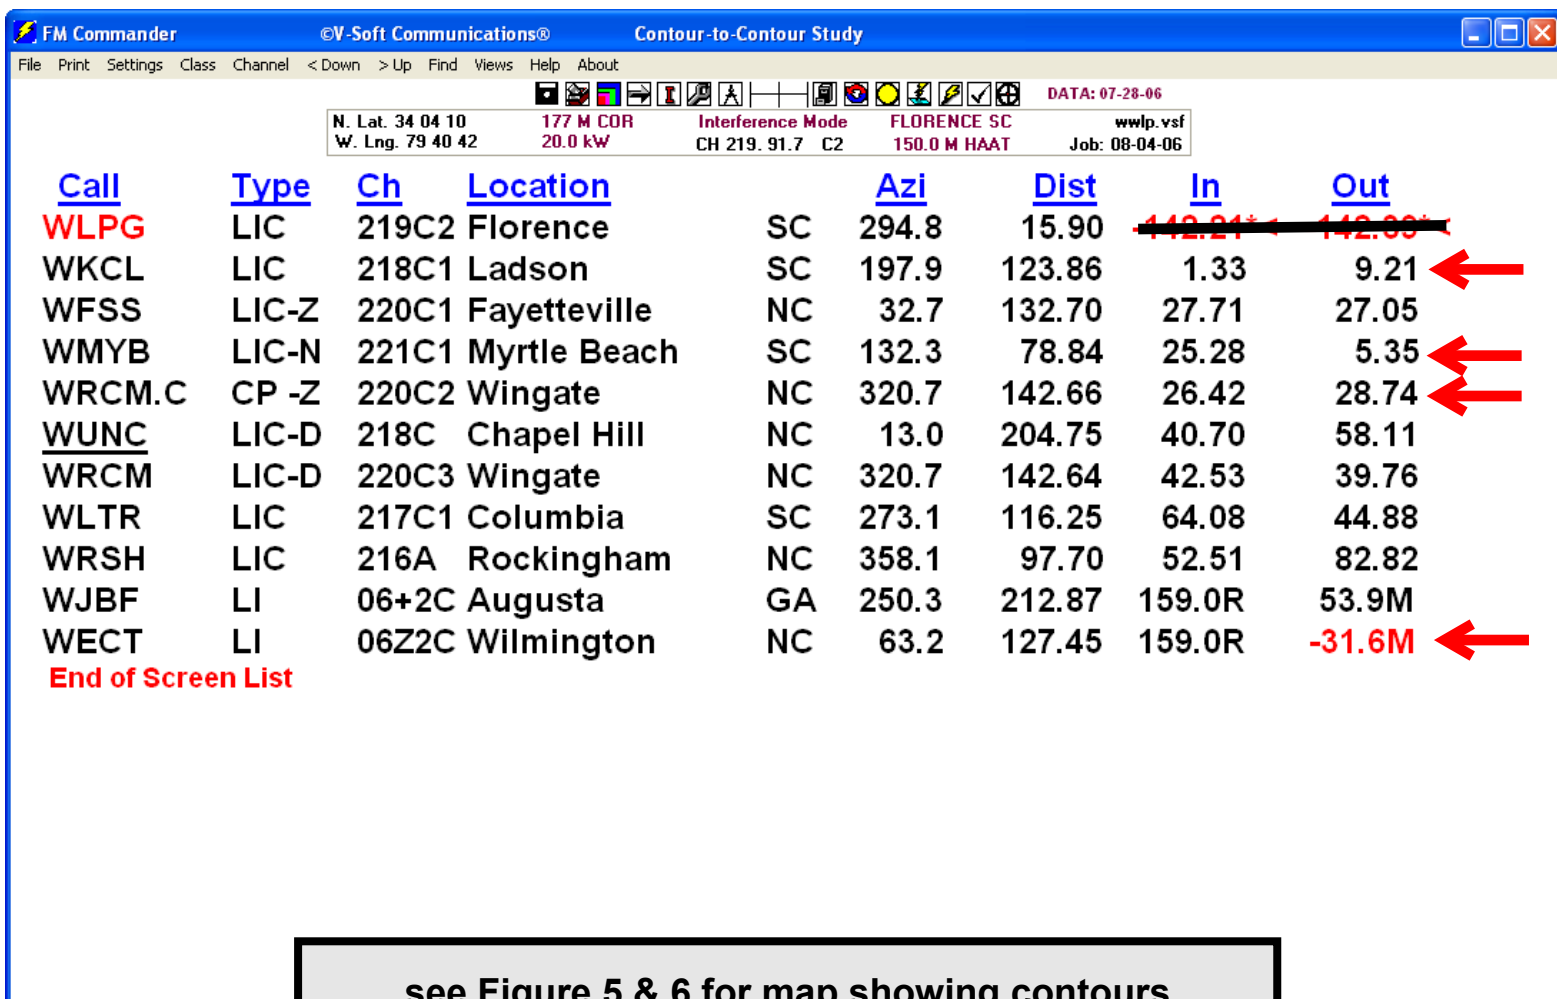 FM Commander ©V-Soft Communications® Contour-to-Contour Study
File Print Settings Class Channel < Down > Up Find Views Help About
DATA: 07-28-06
N. Lat. 34 04 10 177 M COR Interference Mode FLORENCE SC wwlp.vsf
W. Lng. 79 40 42 20.0 kW CH 219. 91.7 C2 150.0 M HAAT Job: 08-04-06
Call Type Ch Location Azi Dist In Out
WLPG LIC 219C2 Florence SC 294.8 15.90
WKCL LIC 218C1 Ladson SC 197.9 123.86 1.33 9.21
WFSS LIC-Z 220C1 Fayetteville NC 32.7 132.70 27.71 27.05
WMYB LIC-N 221C1 Myrtle Beach SC 132.3 78.84 25.28 5.35
WRCM.C CP -Z 220C2 Wingate NC 320.7 142.66 26.42 28.74
WUNC LIC-D 218C Chapel Hill NC 13.0 204.75 40.70 58.11
WRCM LIC-D 220C3 Wingate NC 320.7 142.64 42.53 39.76
WLTR LIC 217C1 Columbia SC 273.1 116.25 64.08 44.88
WRSH LIC 216A Rockingham NC 358.1 97.70 52.51 82.82
WJBF LI 06+2C Augusta GA 250.3 212.87 159.0R 53.9M
WECT LI 06Z2C Wilmington NC 63.2 127.45 159.0R -31.6M
End of Screen List
see Figure 5 & 6 for map showing contours